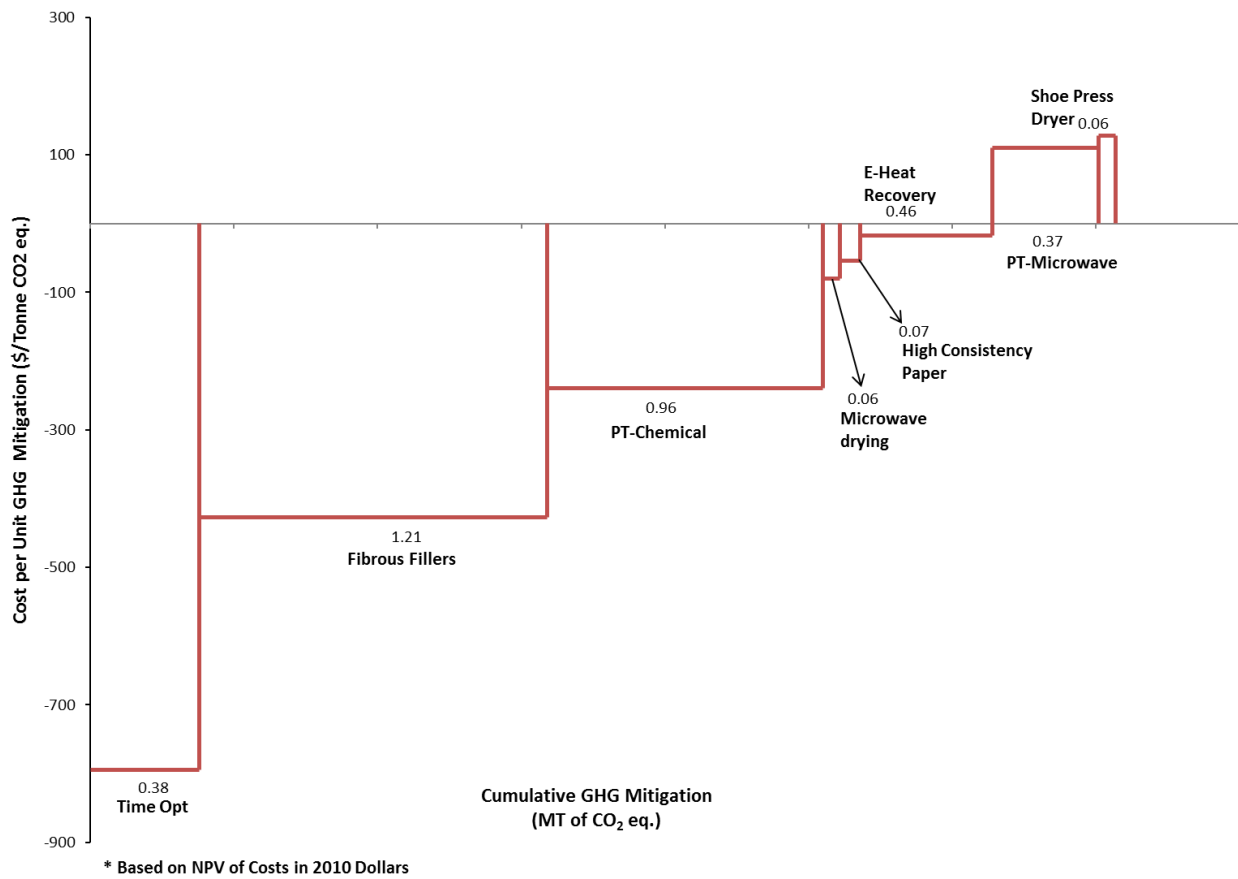 300
100
-100
-300
-500
-700
-900
Cost per Unit GHG Mitigation ($/Tonne CO2 eq.)
Shoe Press
Dryer 0.06
E-Heat
Recovery
0.46
0.37
PT-Microwave
0.07
High Consistency
Paper
0.06
Microwave
drying
0.96
PT-Chemical
1.21
Fibrous Fillers
0.38
Time Opt
Cumulative GHG Mitigation
(MT of CO₂ eq.)
* Based on NPV of Costs in 2010 Dollars